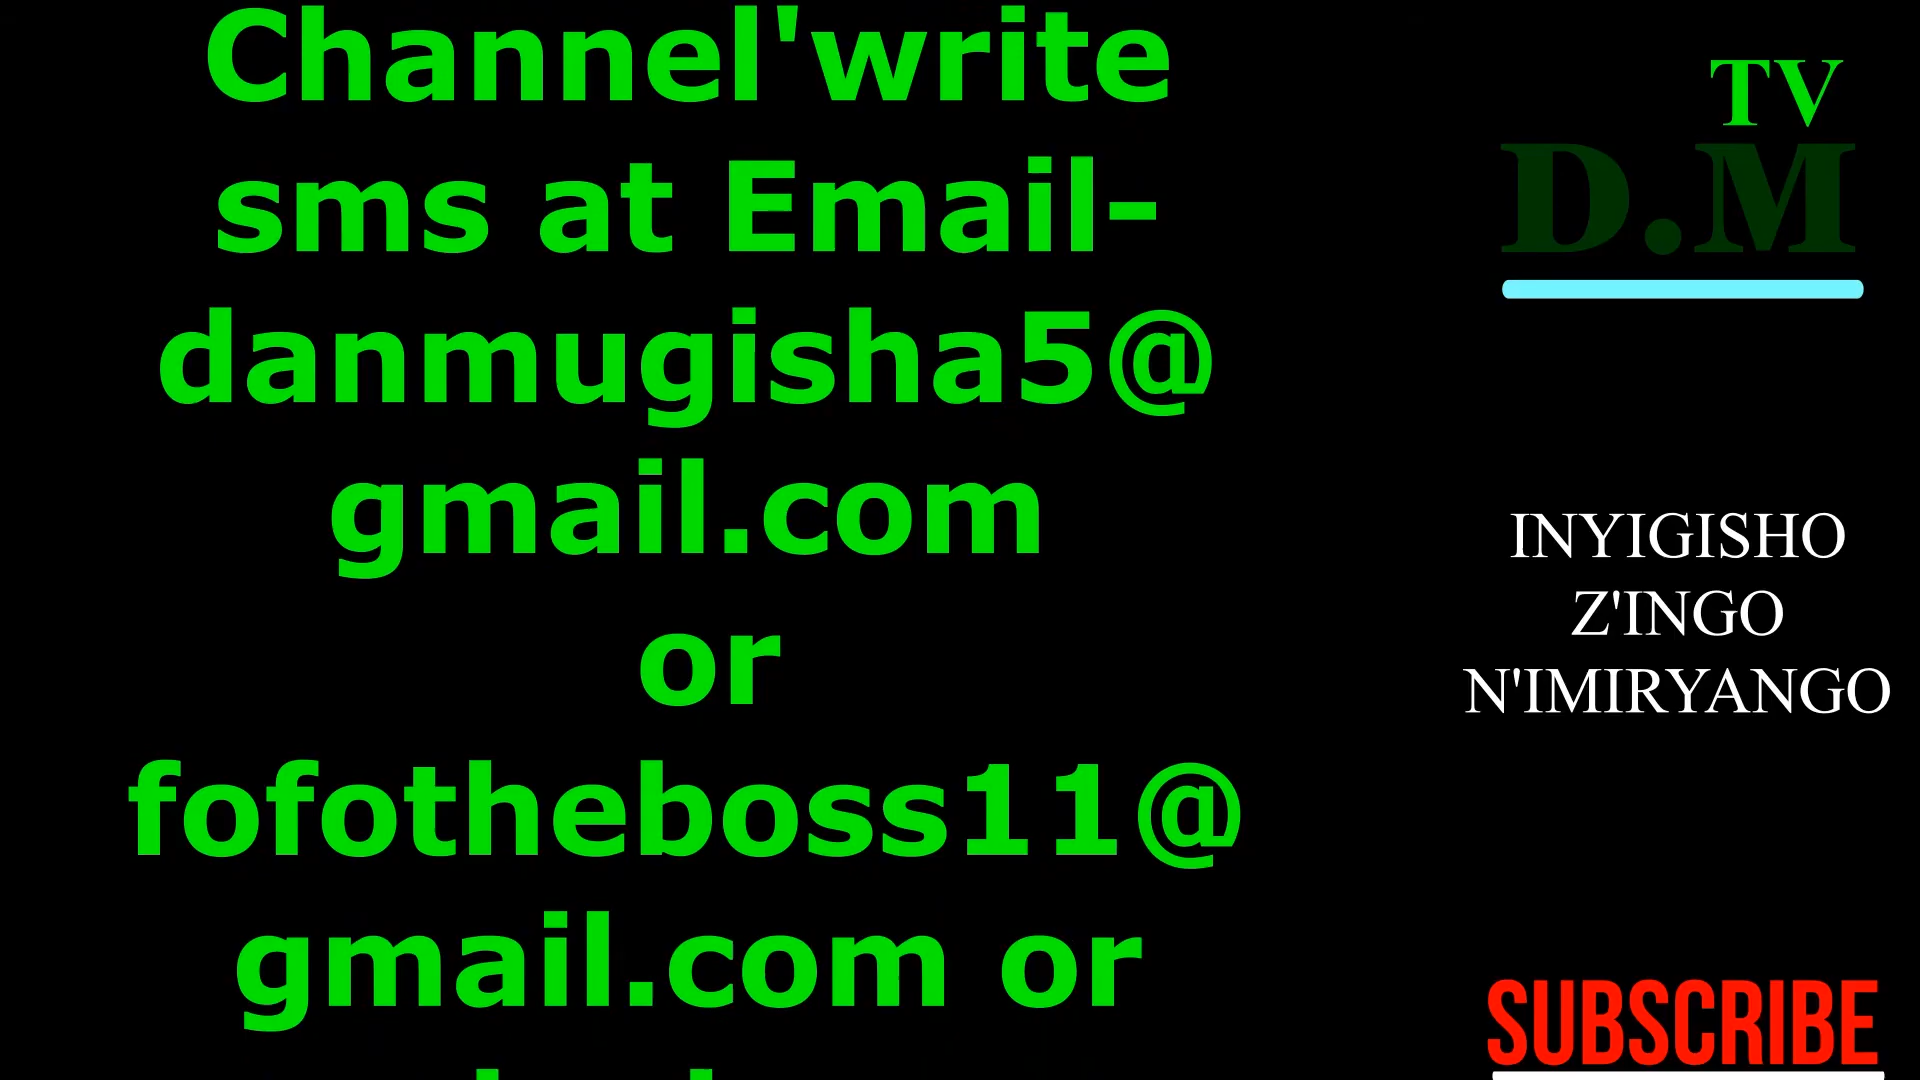 Channel'write
sms at Email-
danmugisha5@
gmail.com
or
fofotheboss11@
gmail.com or
TV
D.M
INYIGISHO
Z'INGO
N'IMIRYANGO
SUBSCRIBE